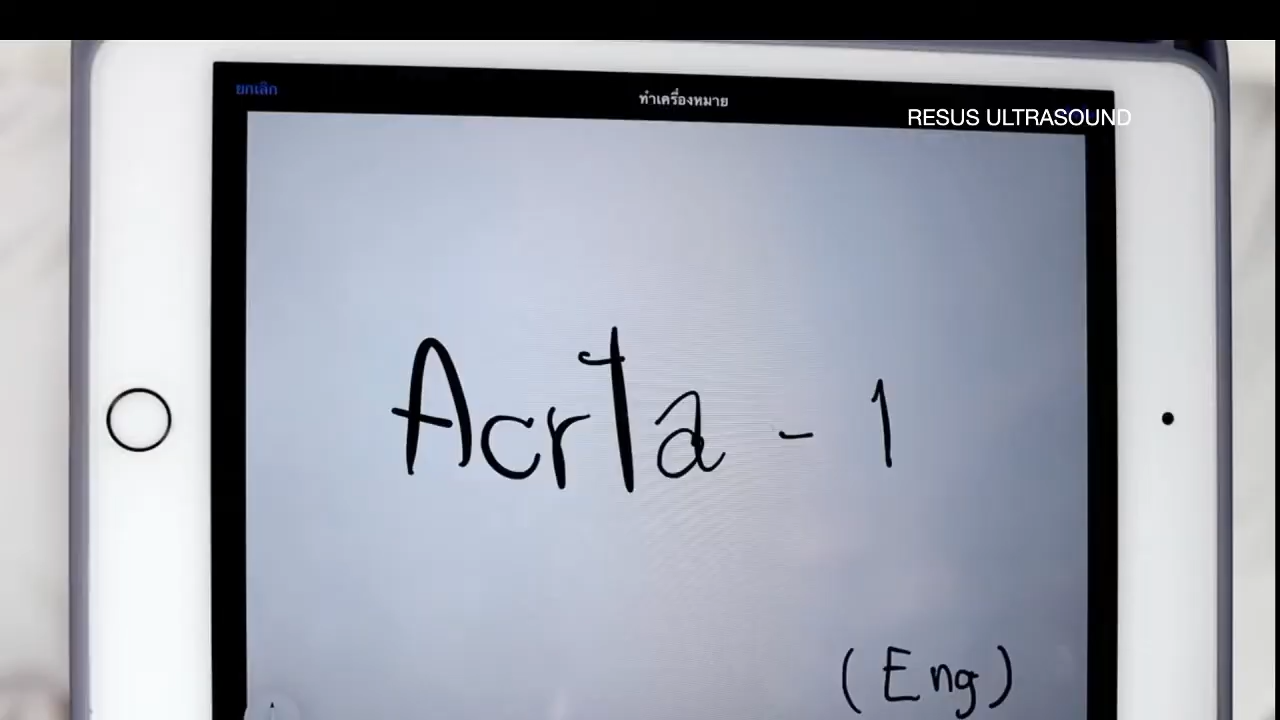 ยกเลิก
ทำเครื่องหมาย
RESUS ULTRASOUND
Acrta - 1
(Eng)